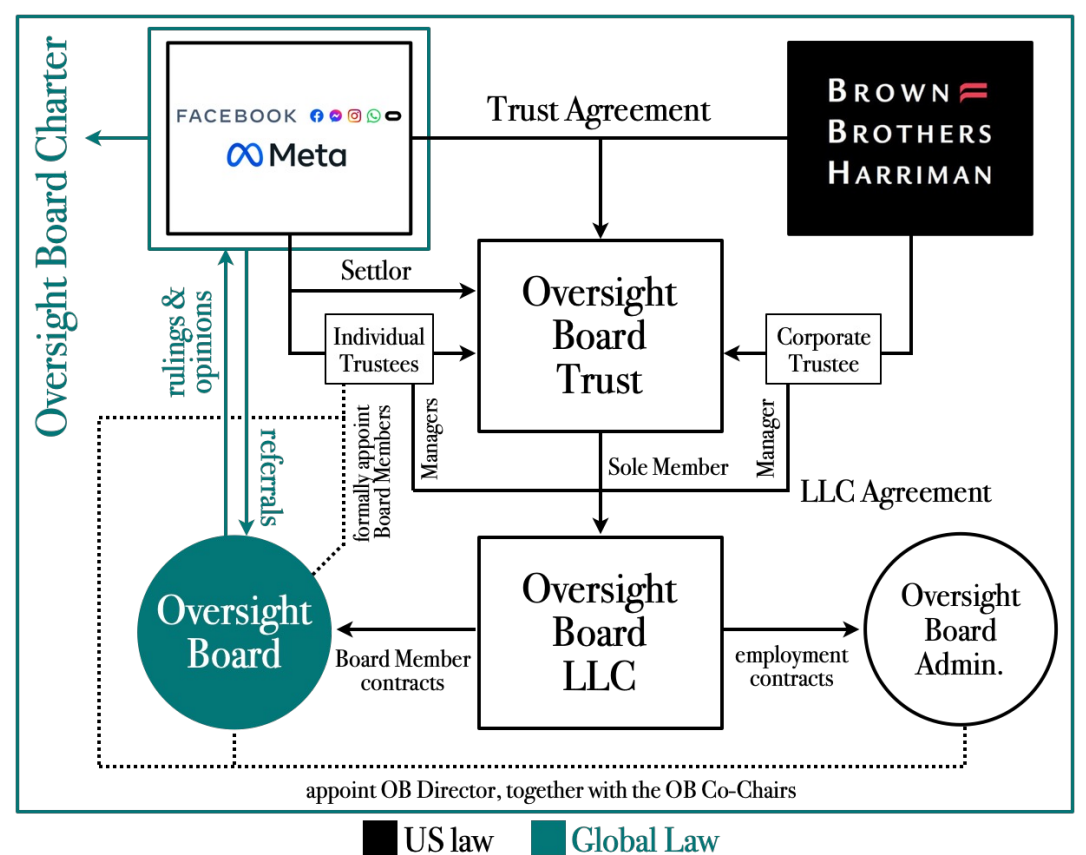 Oversight Board Charter
FACEBOOK
Meta
Trust Agreement
BROWN
BROTHERS
HARRIMAN
Settlor
Oversight
Board
Trust
Individual
Trustees
Corporate
Trustee
rulings &
opinions
referrals
formally appoint
Board Members
Managers
Sole Member
Manager
LLC Agreement
Oversight
Board
Oversight
Board
LLC
Oversight
Board
Admin.
Board Member
contracts
employment
contracts
appoint OB Director, together with the OB Co-Chairs
US law
Global Law